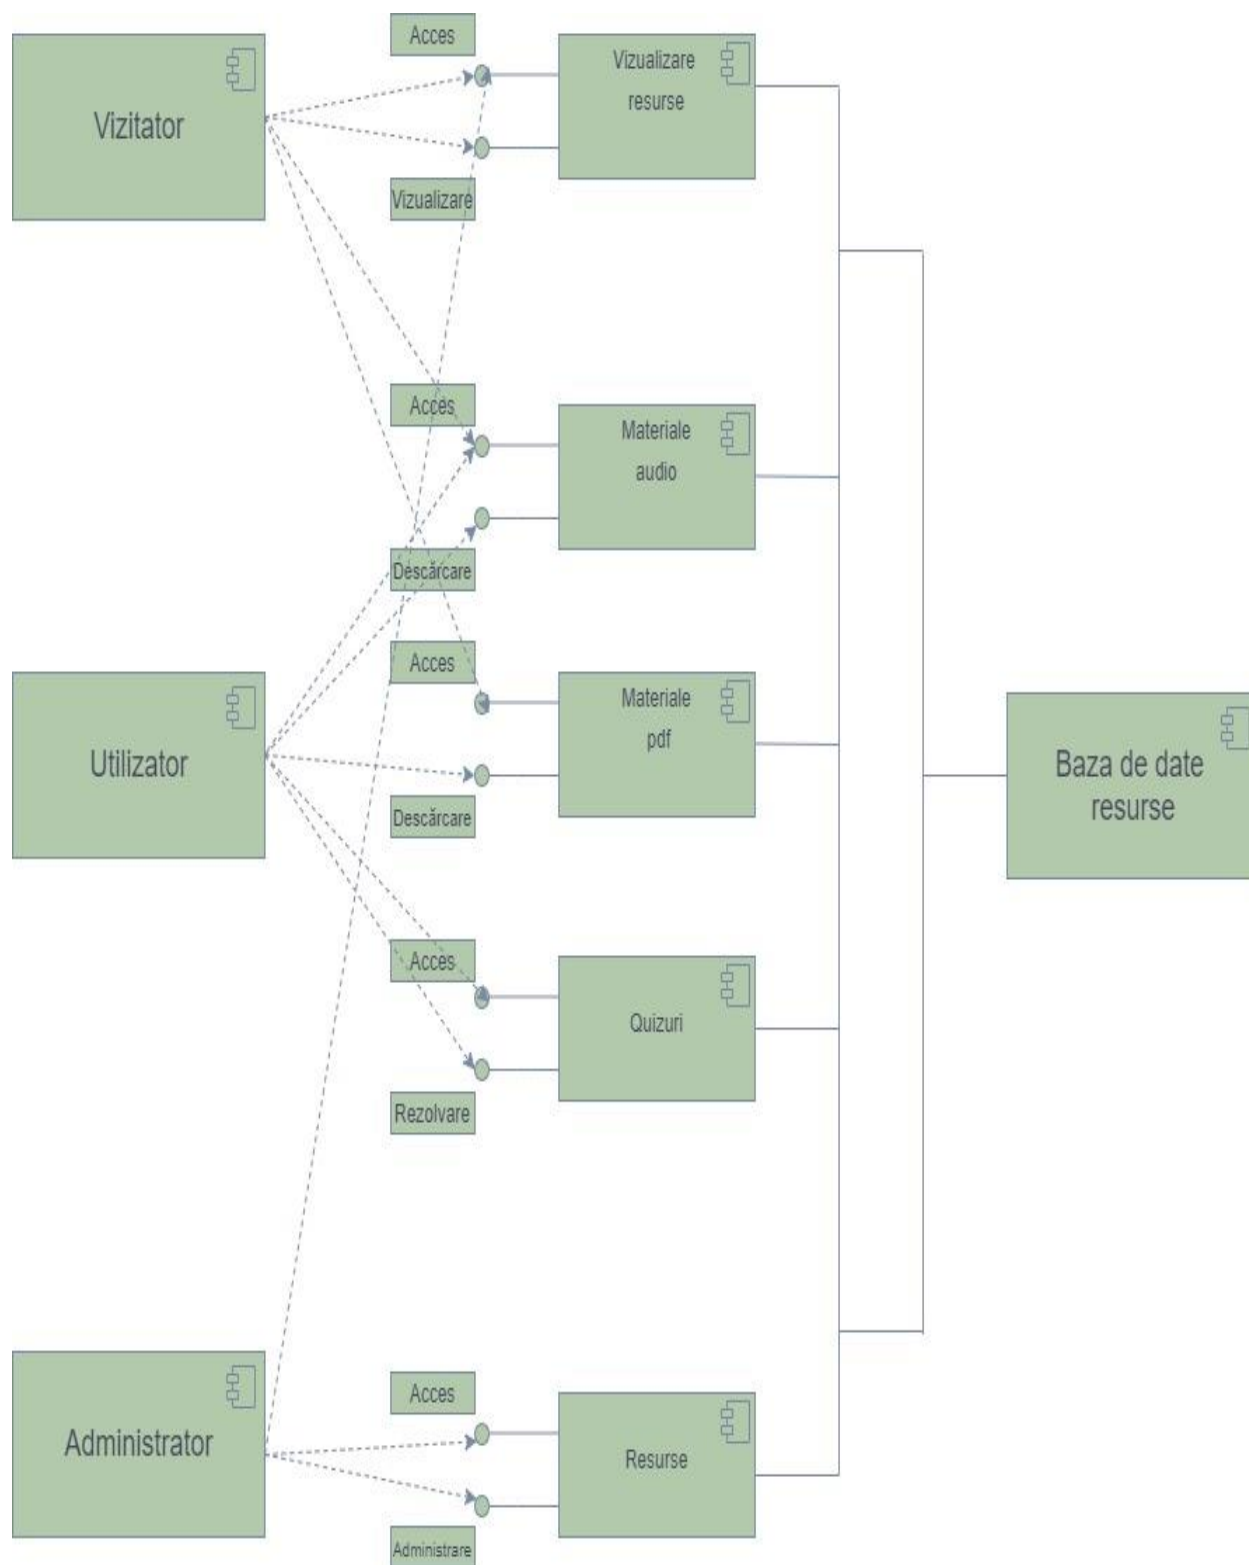 Acces
Vizualizare
resurse
Vizitator
Vizualizare
Acces
Materiale
audio
Descărcare
Acces
Materiale
pdf
Utilizator
Baza de date
resurse
Descărcare
Acces
Quizuri
Rezolvare
Acces
Administrator
Resurse
Administrare